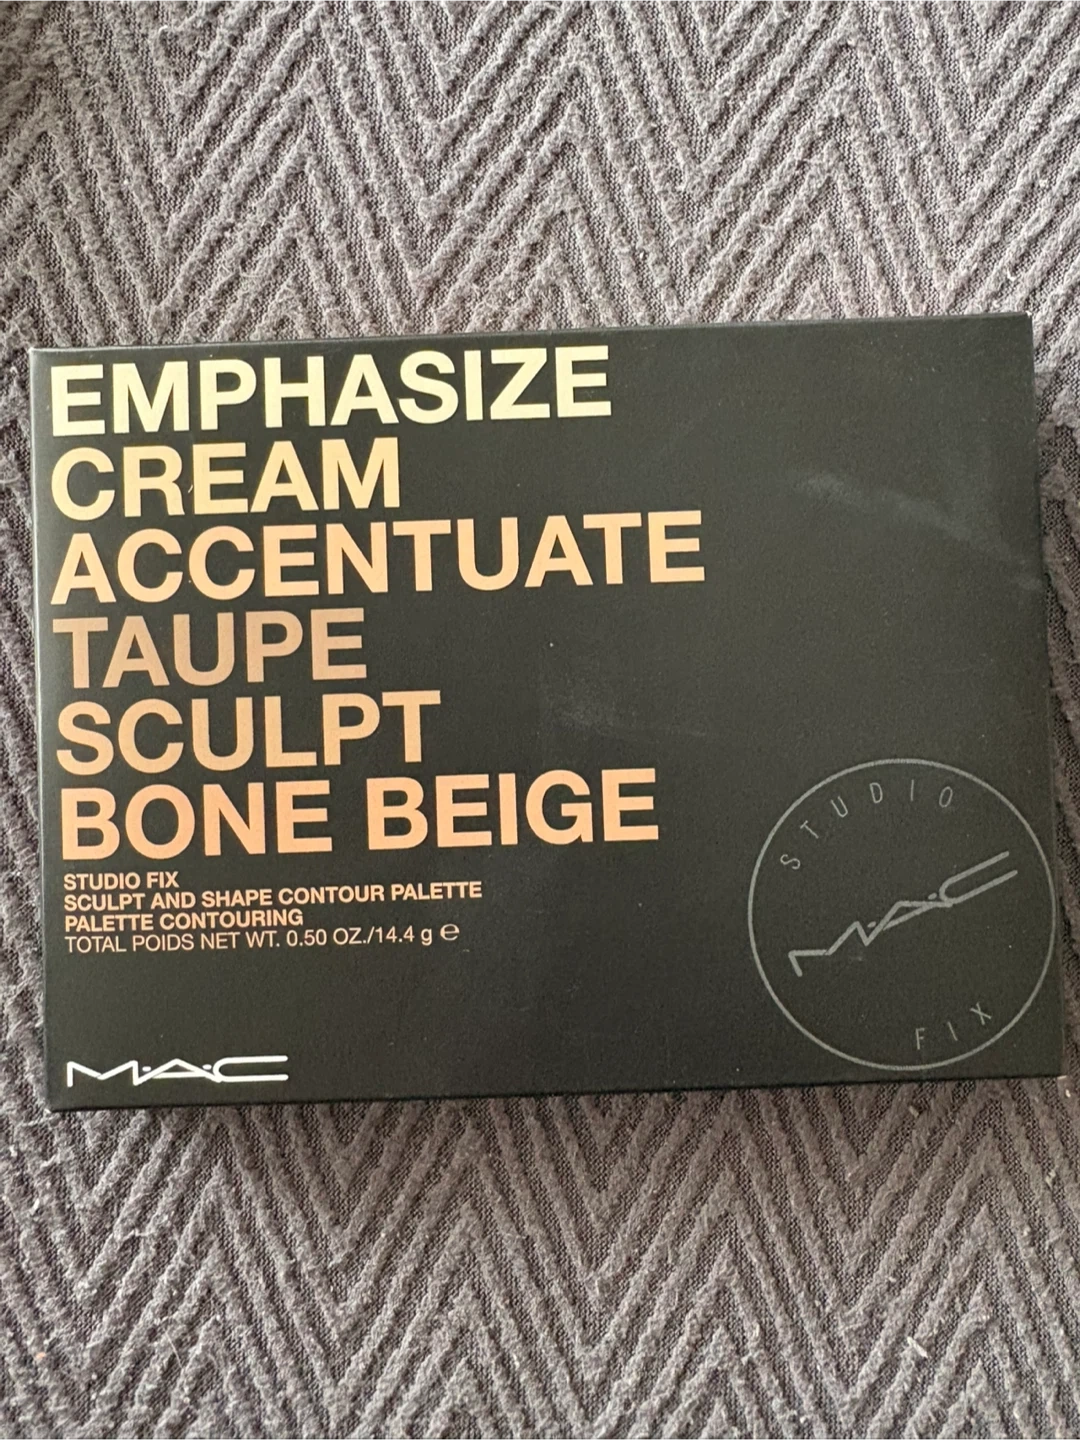 EMPHASIZE
CREAM
ACCENTUATE
TAUPE
SCULPT
BONE BEIGE
STUDIO FIX
SCULPT AND SHAPE CONTOUR PALETTE
PALETTE CONTOURING
TOTAL POIDS NET WT. 0.50 OZ./14.4 g ℮
STUDIO
M·A·C
FIX
M·A·C